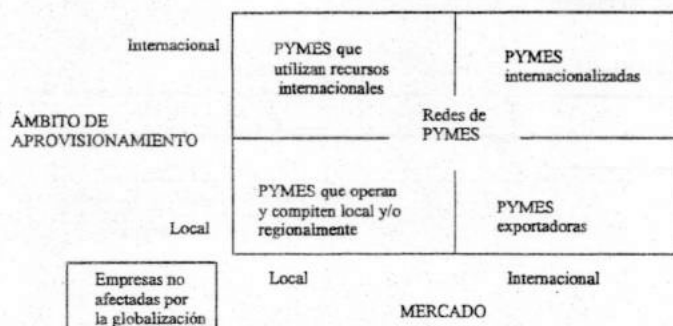 Internacional
PYMES que
utilizan recursos
internacionales
PYMES
internacionalizadas
ÁMBITO DE
APROVISIONAMIENTO
Redes de
PYMES
Local
PYMES que operan
y compiten local y/o
regionalmente
PYMES
exportadoras
Empresas no
afectadas por
la globalización
Local
Internacional
MERCADO